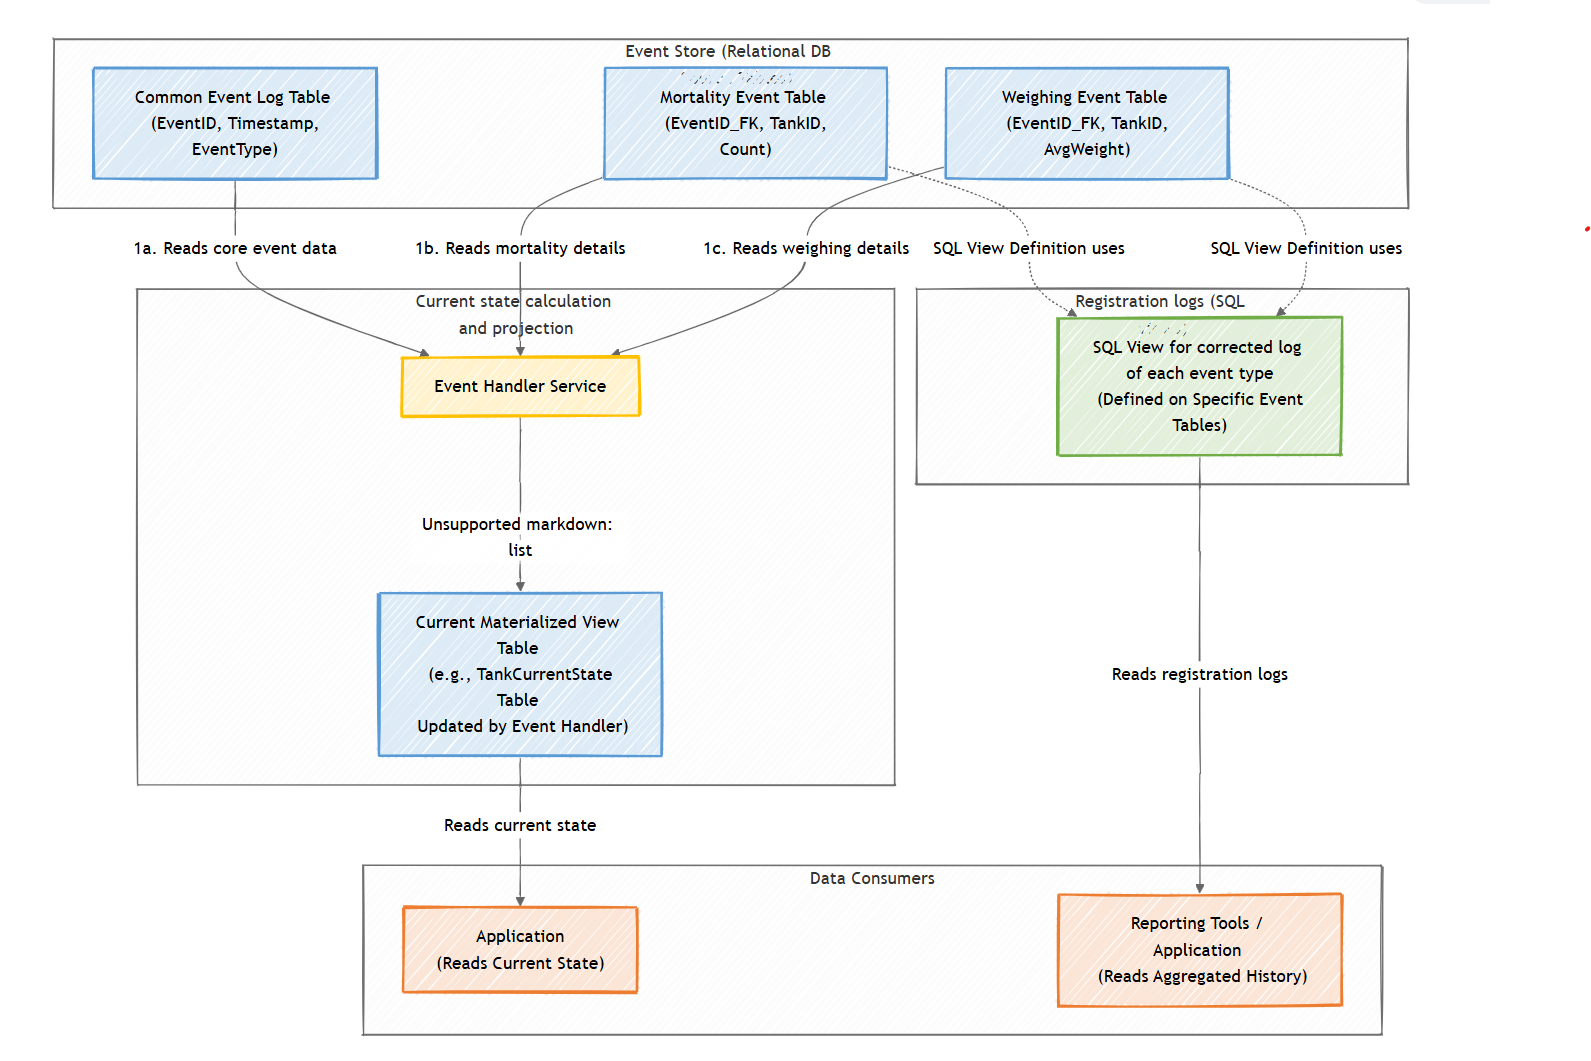 Event Store (Relational DB
Common Event Log Table
(EventID, Timestamp,
EventType)
Mortality Event Table
(EventID_FK, TankID,
Count)
Weighing Event Table
(EventID_FK, TankID,
AvgWeight)
1a. Reads core event data
1b. Reads mortality details
1c. Reads weighing details
SQL View Definition uses
SQL View Definition uses
Current state calculation
and projection
Event Handler Service
Registration logs (SQL
SQL View for corrected log
of each event type
(Defined on Specific Event
Tables)
Unsupported markdown:
list
Current Materialized View
Table
(e.g., TankCurrentState
Table
Updated by Event Handler)
Reads registration logs
Reads current state
Data Consumers
Application
(Reads Current State)
Reporting Tools /
Application
(Reads Aggregated History)